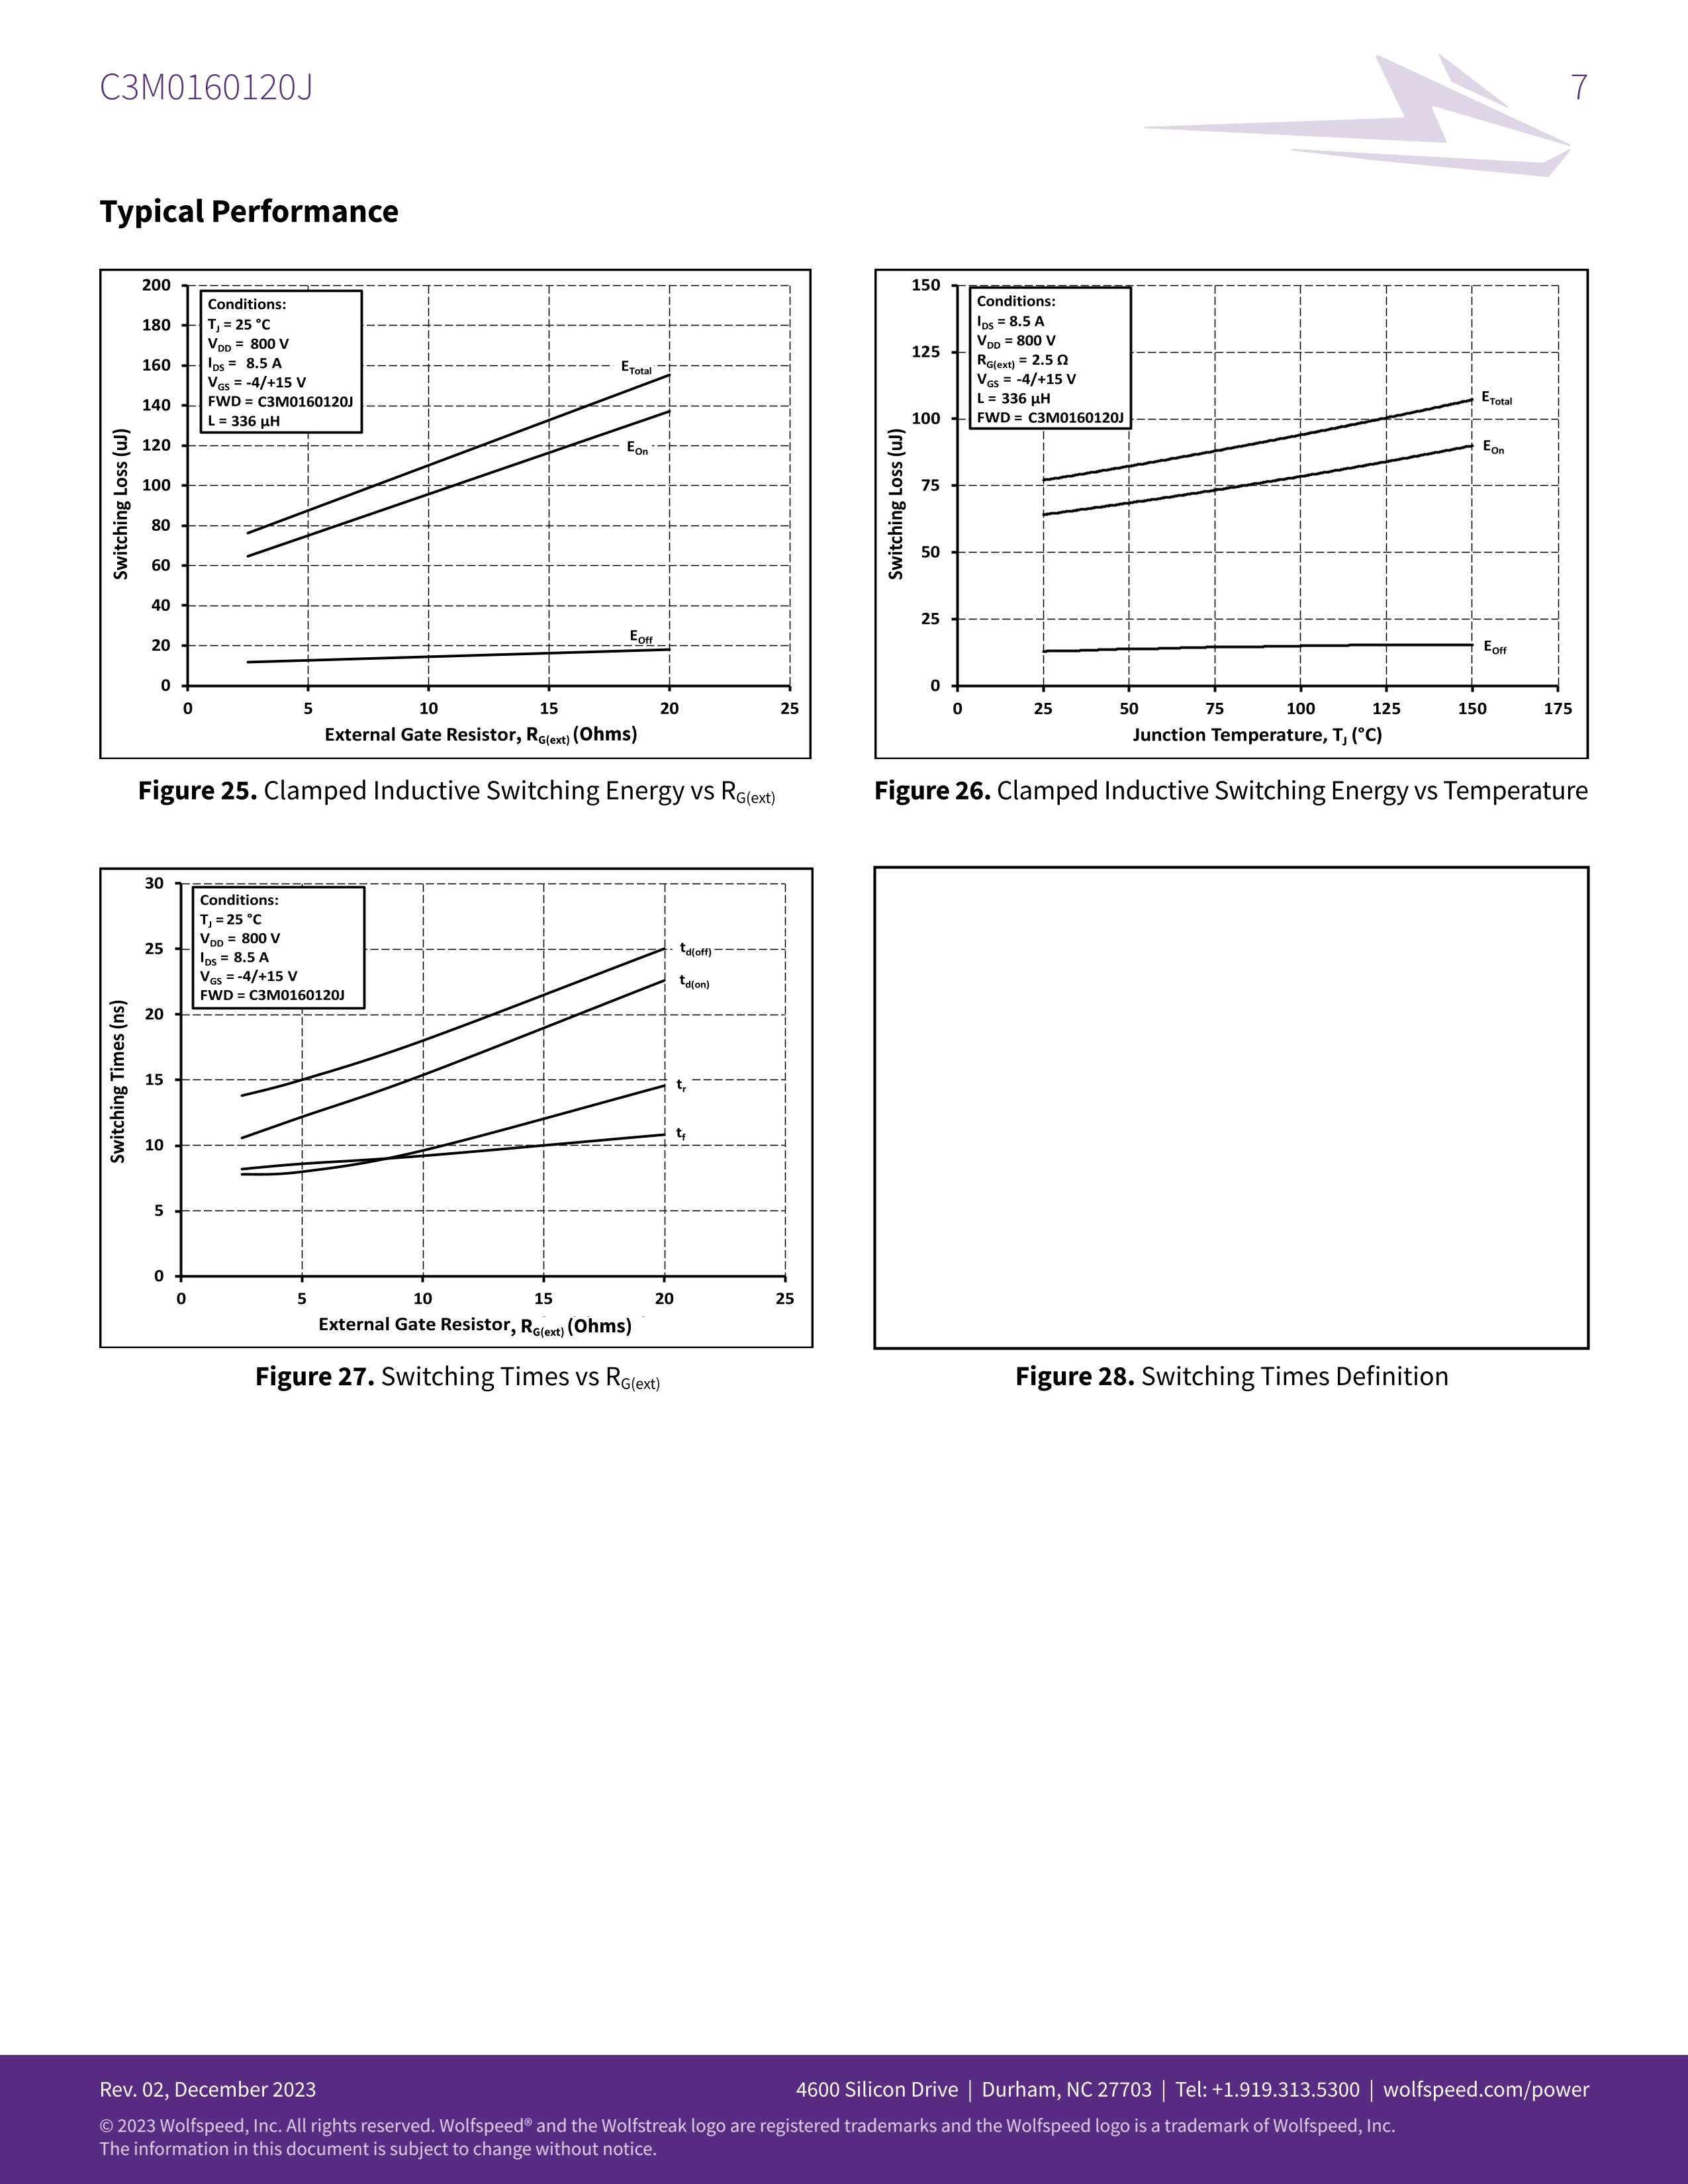 C3M0160120J
7
Typical Performance
200
180
160
140
120
100
80
60
40
20
0
Switching Loss (uJ)
Conditions:
TJ = 25 °C
VDD = 800 V
IDS = 8.5 A
VGS = -4/+15 V
FWD = C3M0160120J
L = 336 μH
ETotal
EOn
EOff
0 5 10 15 20 25
External Gate Resistor, RG(ext) (Ohms)
Figure 25. Clamped Inductive Switching Energy vs RG(ext)
150
125
100
75
50
25
0
Switching Loss (uJ)
Conditions:
IDS = 8.5 A
VDD = 800 V
RG(ext) = 2.5 Ω
VGS = -4/+15 V
L = 336 μH
FWD = C3M0160120J
ETotal
EOn
EOff
0 25 50 75 100 125 150 175
Junction Temperature, TJ (°C)
Figure 26. Clamped Inductive Switching Energy vs Temperature
30
25
20
15
10
5
0
Switching Times (ns)
Conditions:
TJ = 25 °C
VDD = 800 V
IDS = 8.5 A
VGS = -4/+15 V
FWD = C3M0160120J
td(off)
td(on)
tr
tf
0 5 10 15 20 25
External Gate Resistor, RG(ext) (Ohms)
Figure 27. Switching Times vs RG(ext)
Figure 28. Switching Times Definition
Rev. 02, December 2023
4600 Silicon Drive | Durham, NC 27703 | Tel: +1.919.313.5300 | wolfspeed.com/power
© 2023 Wolfspeed, Inc. All rights reserved. Wolfspeed® and the Wolfstreak logo are registered trademarks and the Wolfspeed logo is a trademark of Wolfspeed, Inc.
The information in this document is subject to change without notice.